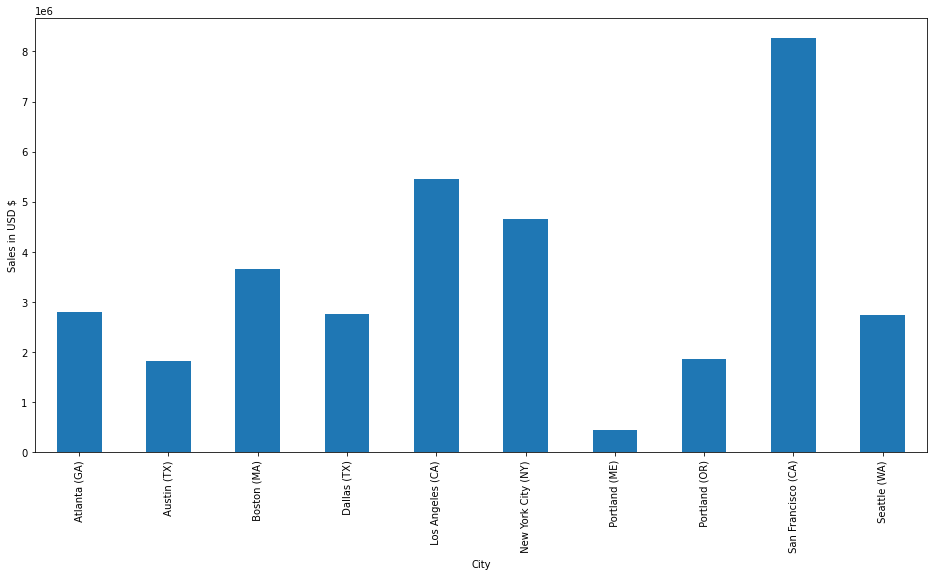 1e6
8
7
6
5
4
3
2
1
0
Sales in USD $
Atlanta (GA)
Austin (TX)
Boston (MA)
Dallas (TX)
Los Angeles (CA)
New York City (NY)
Portland (ME)
Portland (OR)
San Francisco (CA)
Seattle (WA)
City